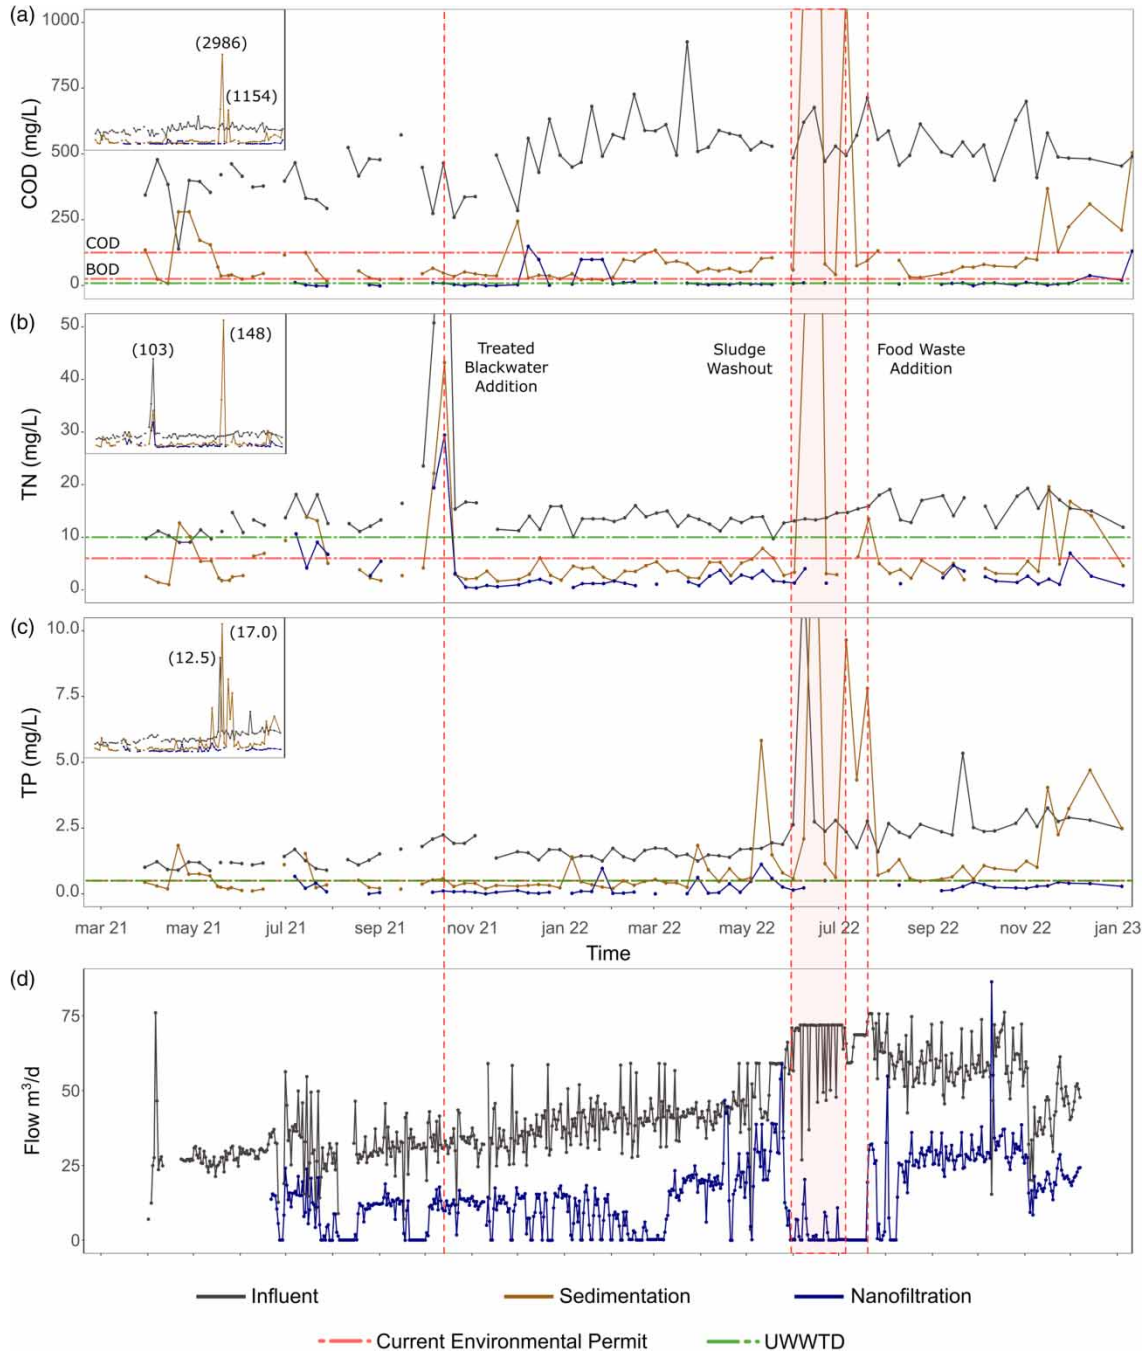 (a)
COD (mg/L)
1000
750
500
250
0
(2986)
(1154)
COD
BOD
(b)
TN (mg/L)
50
40
30
20
10
0
(103)
(148)
Treated
Blackwater
Addition
Sludge
Washout
Food Waste
Addition
(c)
TP (mg/L)
10.0
7.5
5.0
2.5
0.0
(12.5)
(17.0)
mar 21 may 21 jul 21 sep 21 nov 21 jan 22 mar 22 may 22 jul 22 sep 22 nov 22 jan 23
Time
(d)
Flow m³/d
75
50
25
0
Influent Sedimentation Nanofiltration
Current Environmental Permit UWWTD